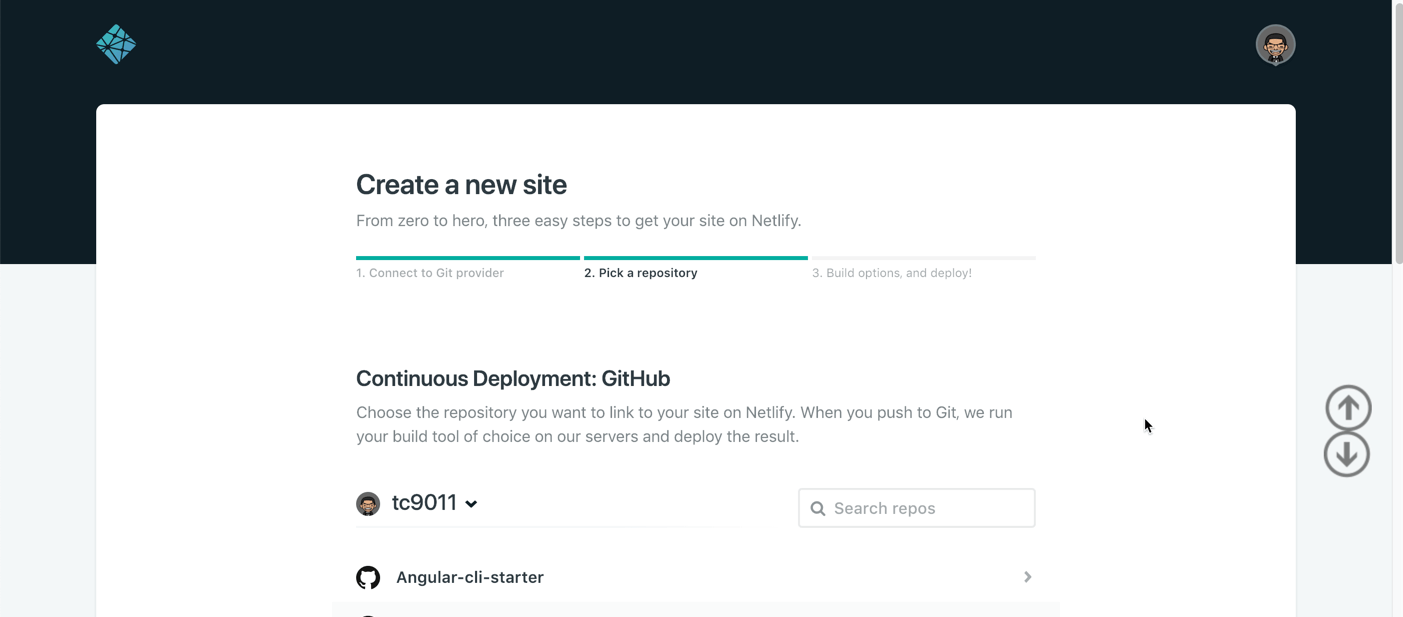 Create a new site
From zero to hero, three easy steps to get your site on Netlify.
1. Connect to Git provider
2. Pick a repository
3. Build options, and deploy!
Continuous Deployment: GitHub
Choose the repository you want to link to your site on Netlify. When you push to Git, we run
your build tool of choice on our servers and deploy the result.
tc9011
Search repos
Angular-cli-starter